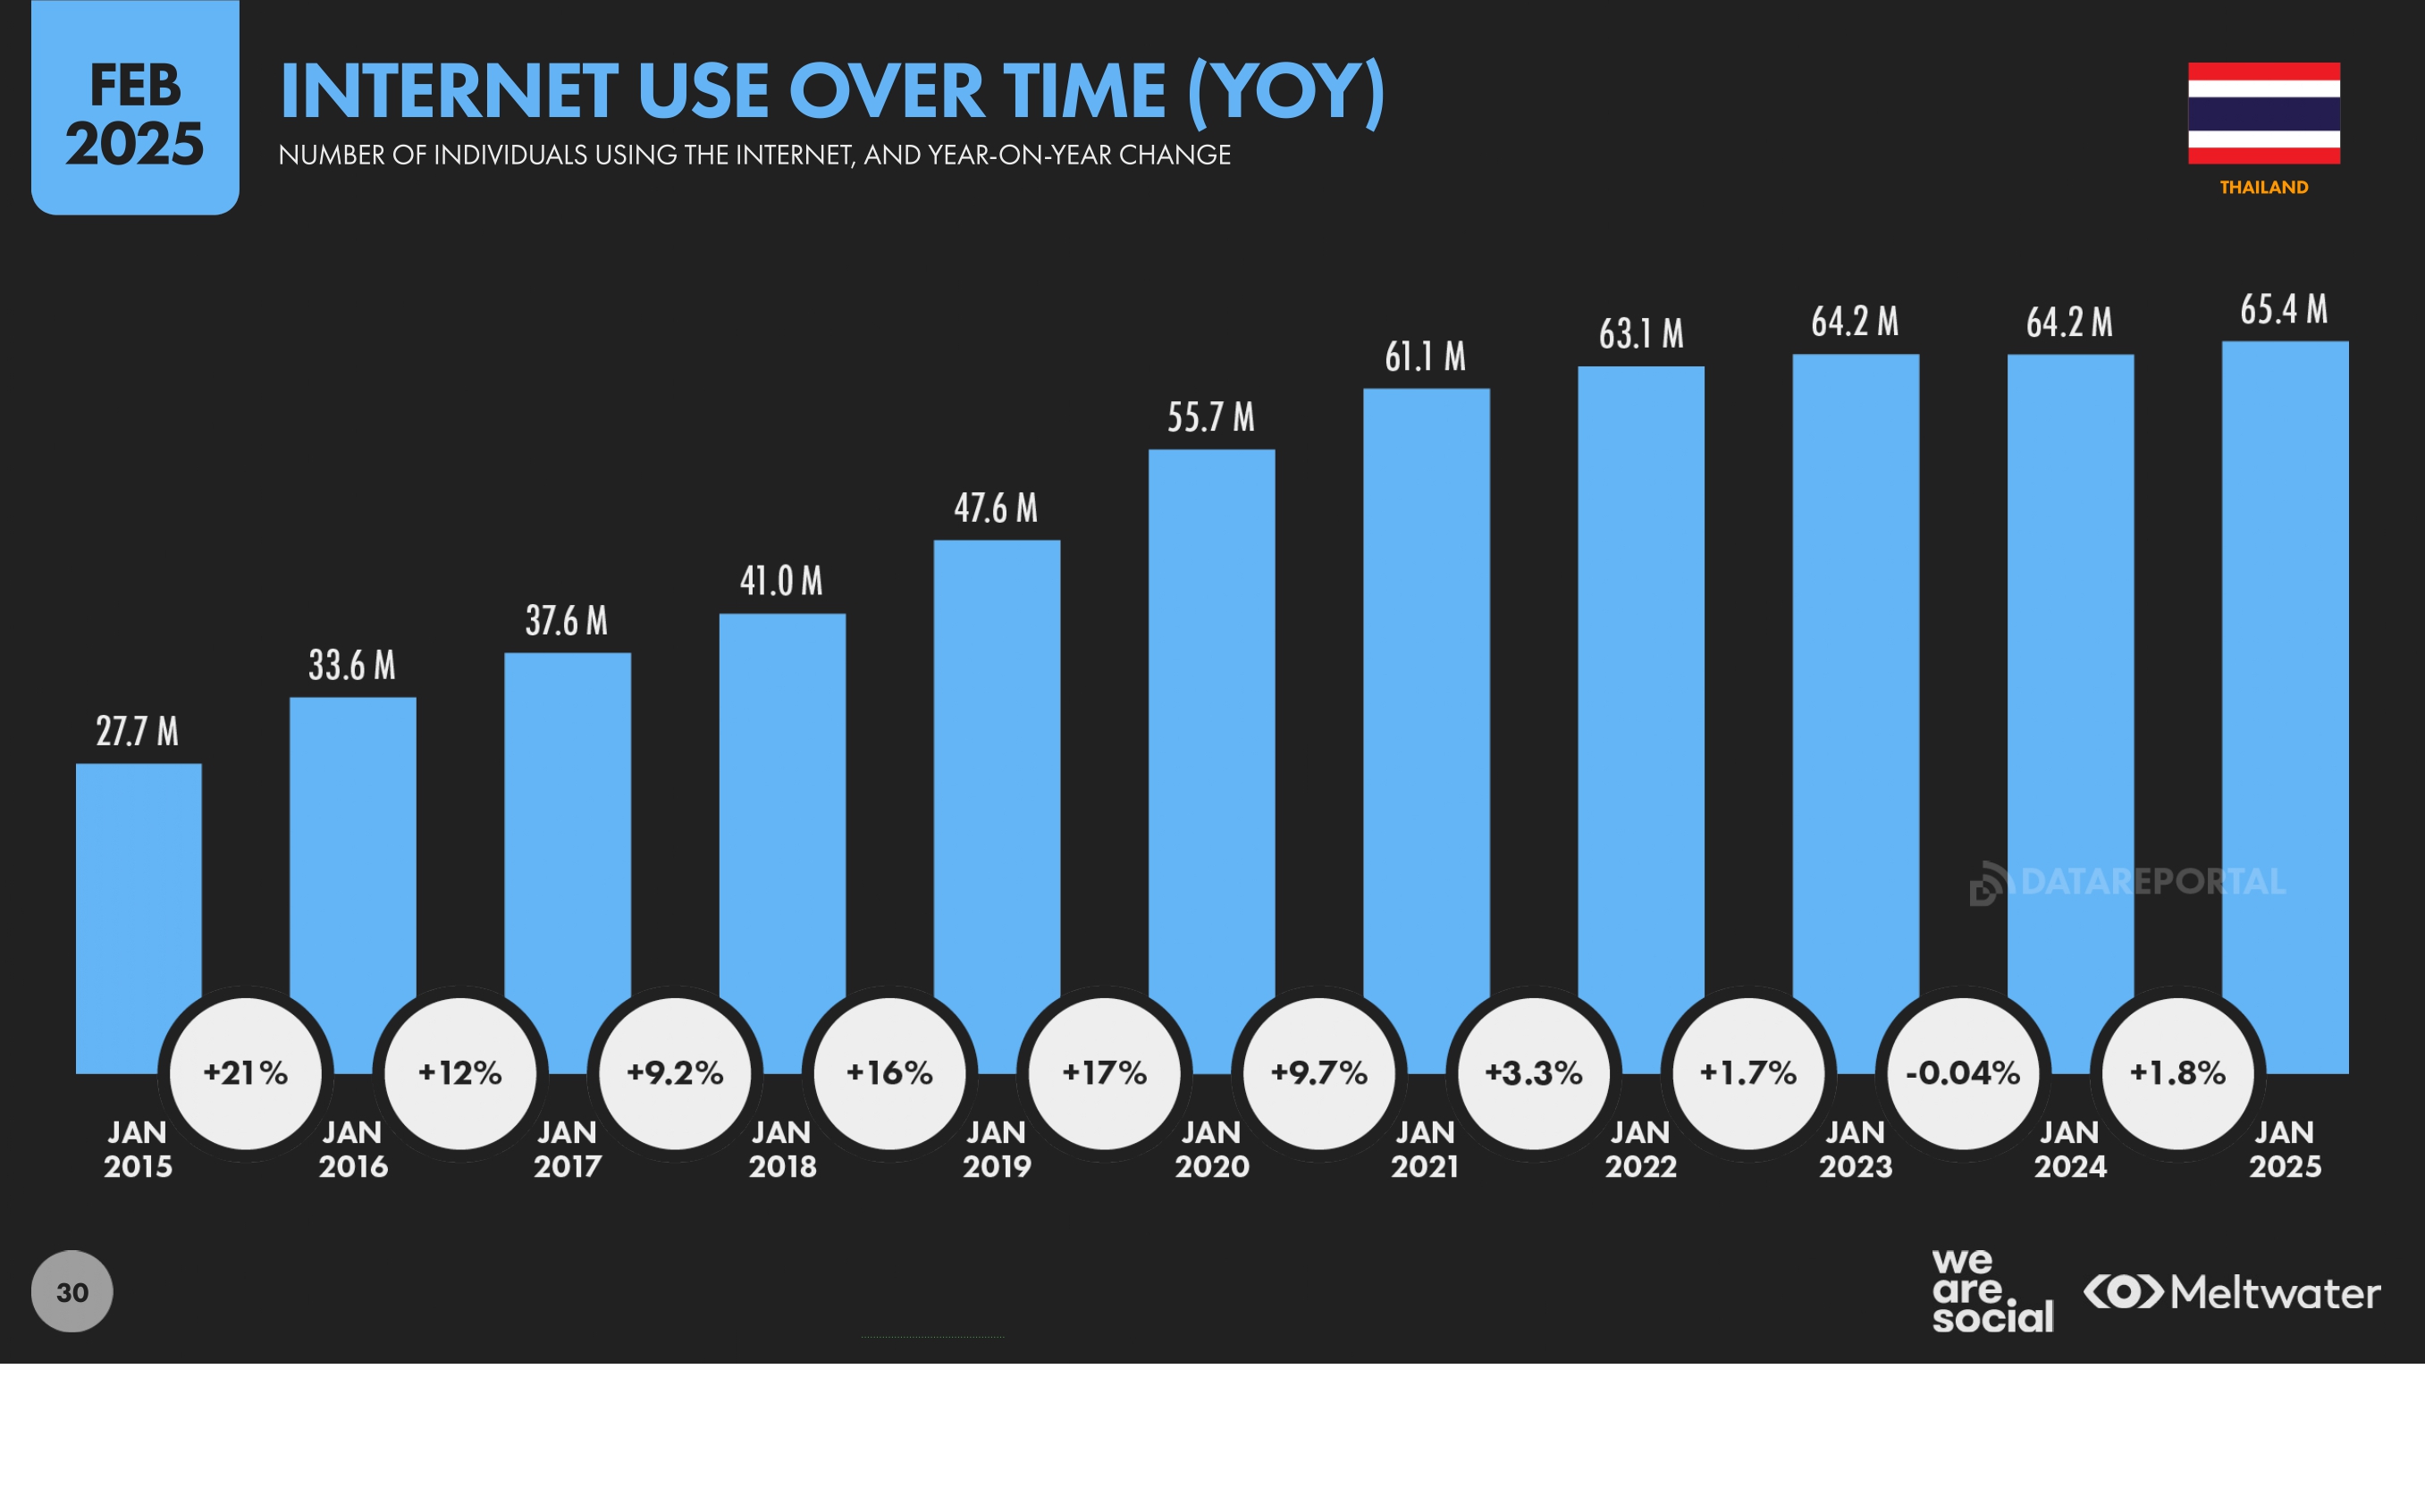 FEB
2025
INTERNET USE OVER TIME (YOY)
NUMBER OF INDIVIDUALS USING THE INTERNET, AND YEAR-ON-YEAR CHANGE
THAILAND
27.7 M
33.6 M
37.6 M
41.0 M
47.6 M
55.7 M
61.1 M
63.1 M
64.2 M
64.2 M
65.4 M
DATAREPORTAL
+21%
+12%
+9.2%
+16%
+17%
+9.7%
+3.3%
+1.7%
-0.04%
+1.8%
JAN
2015
JAN
2016
JAN
2017
JAN
2018
JAN
2019
JAN
2020
JAN
2021
JAN
2022
JAN
2023
JAN
2024
JAN
2025
30
we
are.
social
Meltwater